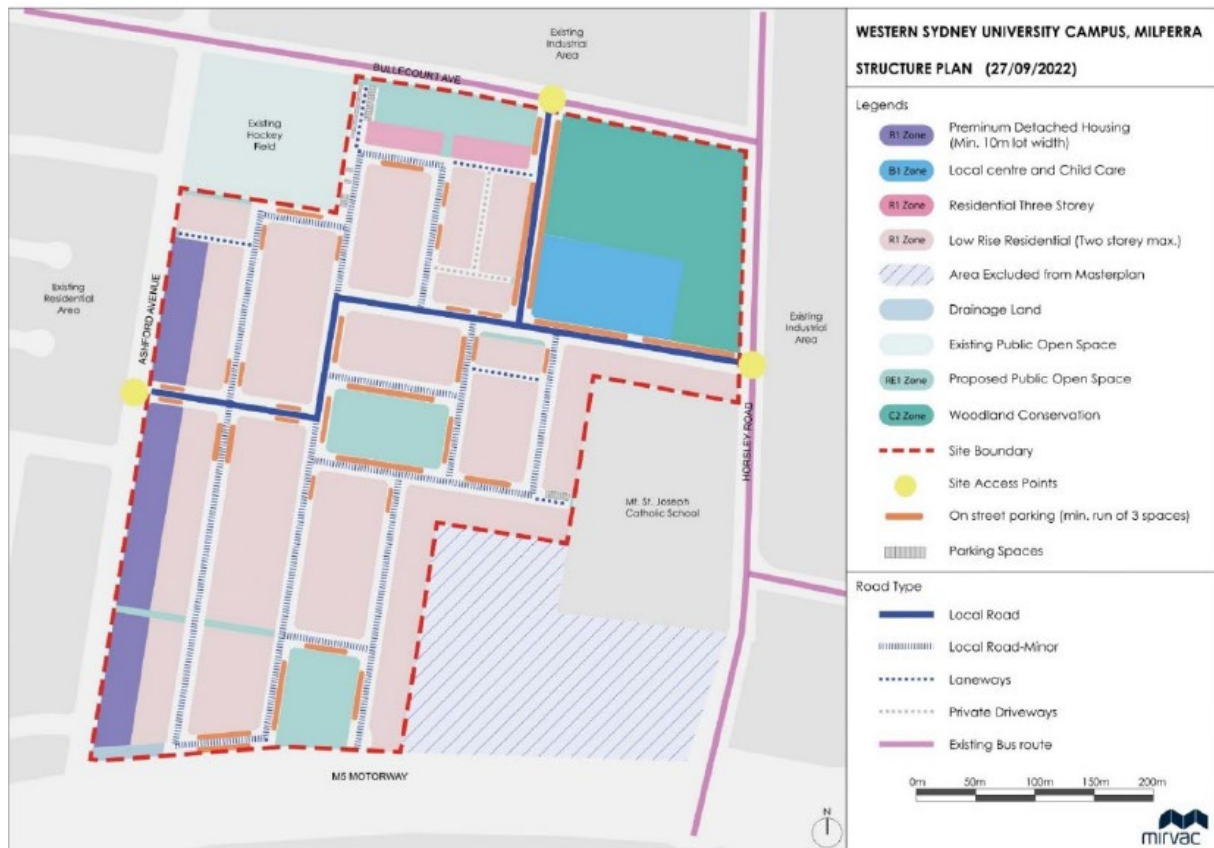 Existing
Industrial
Area
BULLECOURT AVE
Existing
Hockey
Field
Existing
Residential
Area
ASHFORD AVENUE
Existing
Industrial
Area
HORSLEY ROAD
Mt. St. Joseph
Catholic School
M5 MOTORWAY
N
WESTERN SYDNEY UNIVERSITY CAMPUS, MILPERRA
STRUCTURE PLAN (27/09/2022)
Legends
R1 Zone Preminum Detached Housing
(Min. 10m lot width)
B1 Zone Local centre and Child Care
R1 Zone Residential Three Storey
R1 Zone Low Rise Residential (Two storey max.)
Area Excluded from Masterplan
Drainage Land
Existing Public Open Space
RE1 Zone Proposed Public Open Space
C2 Zone Woodland Conservation
Site Boundary
Site Access Points
On street parking (min. run of 3 spaces)
Parking Spaces
Road Type
Local Road
Local Road-Minor
Laneways
Private Driveways
Existing Bus route
0m 50m 100m 150m 200m
mirvac